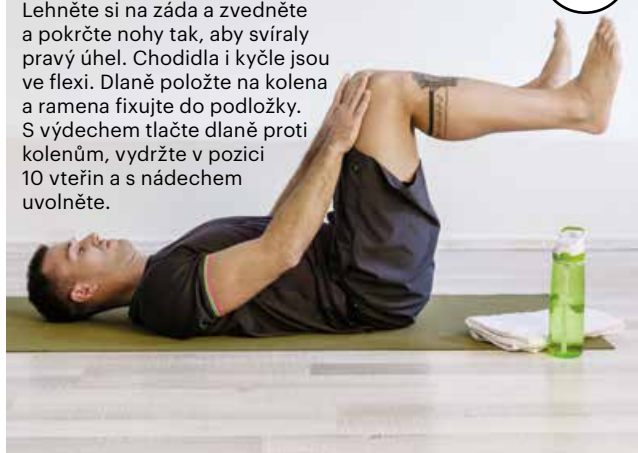 Lehněte si na záda a zvedněte
a pokrčte nohy tak, aby svíraly
pravý úhel. Chodidla i kyčle jsou
ve flexi. Dlaně položte na kolena
a ramena fixujte do podložky.
S výdechem tlačte dlaně proti
kolenům, vydržte v pozici
10 vteřin a s nádechem
uvolněte.